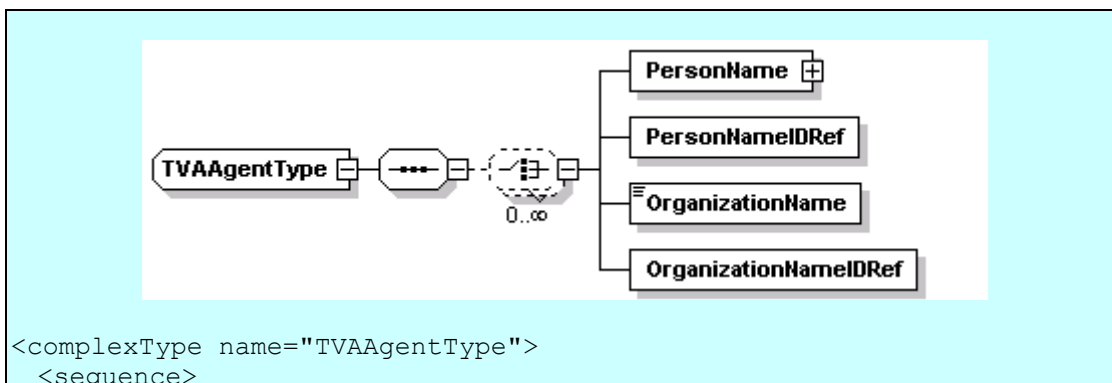 PersonName
PersonNameIDRef
TVAAgentType
OrganizationName
0..∞
OrganizationNameIDRef
<complexType name="TVAAgentType">
  <sequence>